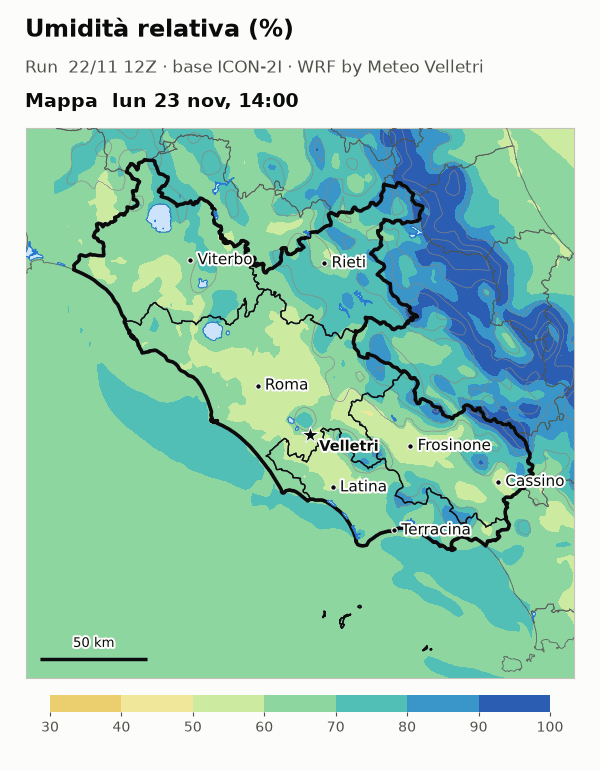 Umidità relativa (%)
Run  22/11 12Z · base ICON-2I · WRF by Meteo Velletri
Mappa  lun 23 nov, 14:00
Viterbo
Rieti
Roma
Velletri
Frosinone
Cassino
Latina
Terracina
50 km
30 40 50 60 70 80 90 100